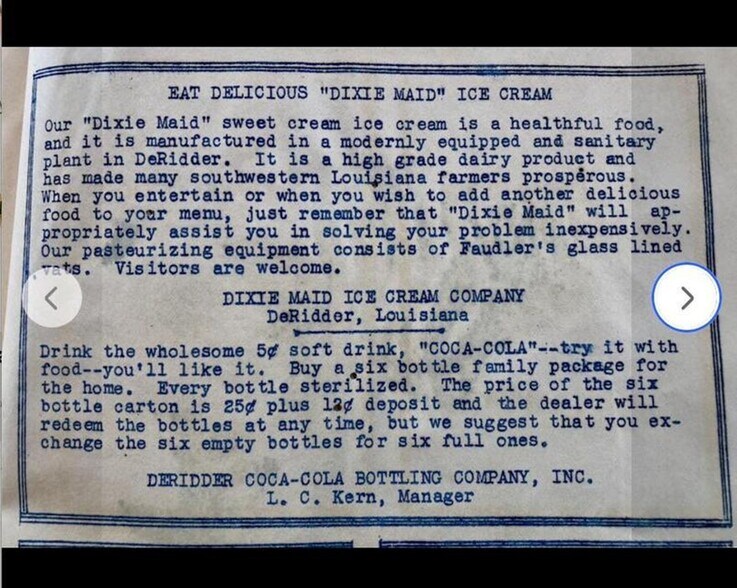 EAT DELICIOUS "DIXIE MAID" ICE CREAM
Our "Dixie Maid" sweet cream ice cream is a healthful food,
and it is manufactured in a modernly equipped and sanitary
plant in DeRidder. It is a high grade dairy product and
has made many southwestern Louisiana farmers prosperous.
When you entertain or when you wish to add another delicious
food to your menu, just remember that "Dixie Maid" will ap-
propriately assist you in solving your problem inexpensively.
Our pasteurizing equipment consists of Faudler's glass lined
vats. Visitors are welcome.
DIXIE MAID ICE CREAM COMPANY
DeRidder, Louisiana
Drink the wholesome 5¢ soft drink, "COCA-COLA"--try it with
food--you'll like it. Buy a six bottle family package for
the home. Every bottle sterilized. The price of the six
bottle carton is 25¢ plus 12¢ deposit and the dealer will
redeem the bottles at any time, but we suggest that you ex-
change the six empty bottles for six full ones.
DERIDDER COCA-COLA BOTTLING COMPANY, INC.
L. C. Kern, Manager